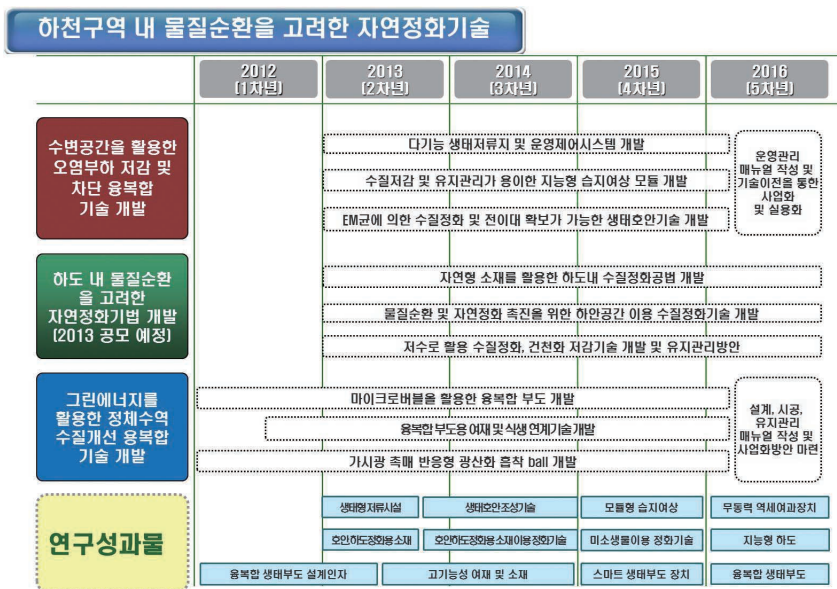 하천구역 내 물질순환을 고려한 자연정화기술
2012
(1차년)
2013
(2차년)
2014
(3차년)
2015
(4차년)
2016
(5차년)
수변공간을 활용한
오염부하 저감 및
차단 융복합
기술 개발
다기능 생태저류지 및 운영제어시스템 개발
수질저감 및 유지관리가 용이한 지능형 습지여상 모듈 개발
EM균에 의한 수질정화 및 전이대 확보가 가능한 생태호안기술 개발
운영관리
매뉴얼 작성 및
기술이전을 통한
사업화
및 실용화
하도 내 물질순환
을 고려한
자연정화기법 개발
(2013 공모 예정)
자연형 소재를 활용한 하도내 수질정화공법 개발
물질순환 및 자연정화 촉진을 위한 하안공간 이용 수질정화기술 개발
저수로 활용 수질정화, 건천화 저감기술 개발 및 유지관리방안
그린에너지를
활용한 정체수역
수질개선 융복합
기술 개발
마이크로버블을 활용한 융복합 부도 개발
융복합 부도용 여재 및 식생 연계기술 개발
가시광 촉매 반응형 광산화 흡착 ball 개발
설계, 시공,
유지관리
매뉴얼 작성 및
사업화방안 마련
연구성과물
생태형저류시설
생태호안조성기술
모듈형 습지여상
무동력 역세여과장치
호안하도정화용소재
호안하도정화용소재이용정화기술
미소생물이용 정화기술
지능형 하도
융복합 생태부도 설계인자
고기능성 여재 및 소재
스마트 생태부도 장치
융복합 생태부도